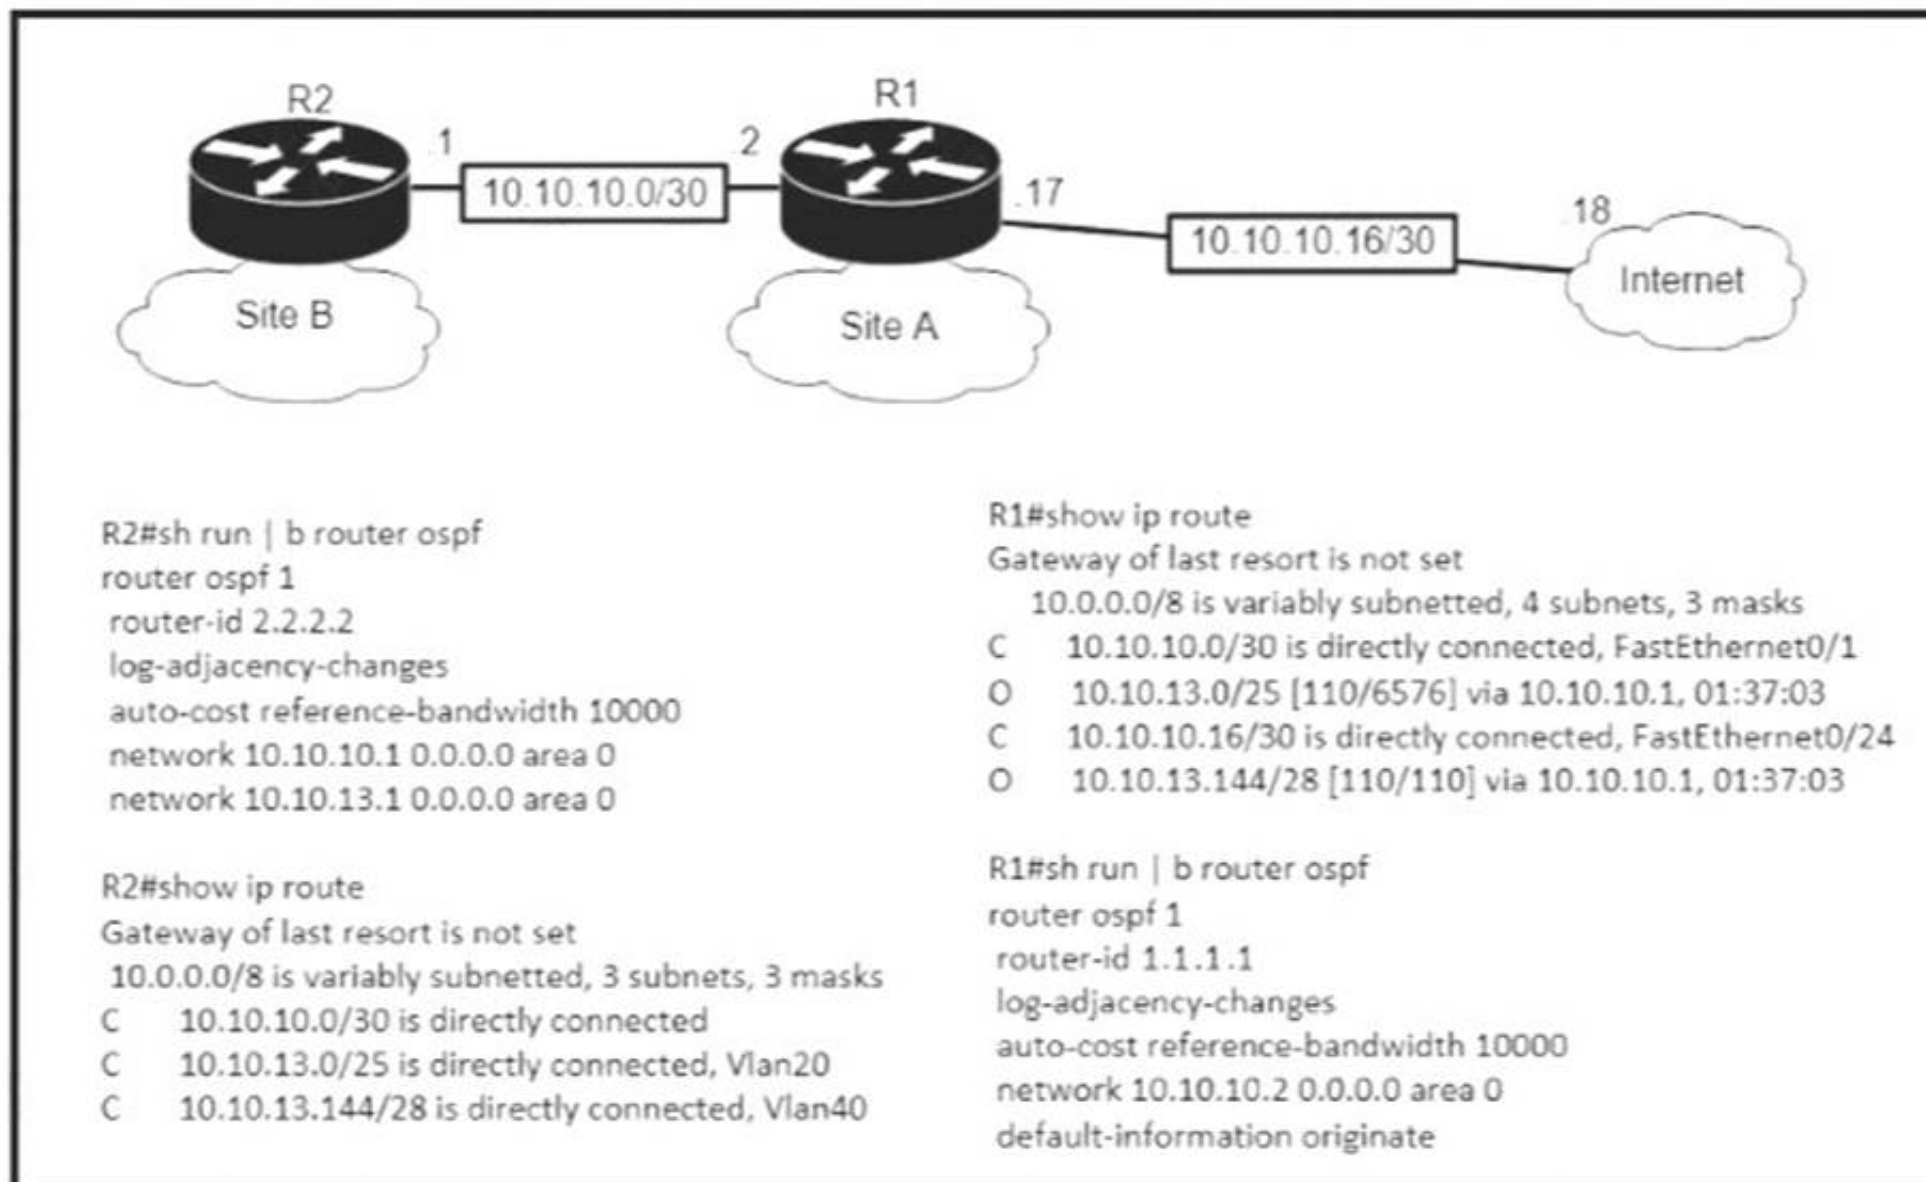 R2
R1
.1
10.10.10.0/30
.2
.17
10.10.10.16/30
.18
Internet
Site B
Site A
R2#sh run | b router ospf
router ospf 1
router-id 2.2.2.2
log-adjacency-changes
auto-cost reference-bandwidth 10000
network 10.10.10.1 0.0.0.0 area 0
network 10.10.13.1 0.0.0.0 area 0
R2#show ip route
Gateway of last resort is not set
10.0.0.0/8 is variably subnetted, 3 subnets, 3 masks
C 10.10.10.0/30 is directly connected
C 10.10.13.0/25 is directly connected, Vlan20
C 10.10.13.144/28 is directly connected, Vlan40
R1#show ip route
Gateway of last resort is not set
10.0.0.0/8 is variably subnetted, 4 subnets, 3 masks
C 10.10.10.0/30 is directly connected, FastEthernet0/1
O 10.10.13.0/25 [110/6576] via 10.10.10.1, 01:37:03
C 10.10.10.16/30 is directly connected, FastEthernet0/24
O 10.10.13.144/28 [110/110] via 10.10.10.1, 01:37:03
R1#sh run | b router ospf
router ospf 1
router-id 1.1.1.1
log-adjacency-changes
auto-cost reference-bandwidth 10000
network 10.10.10.2 0.0.0.0 area 0
default-information originate